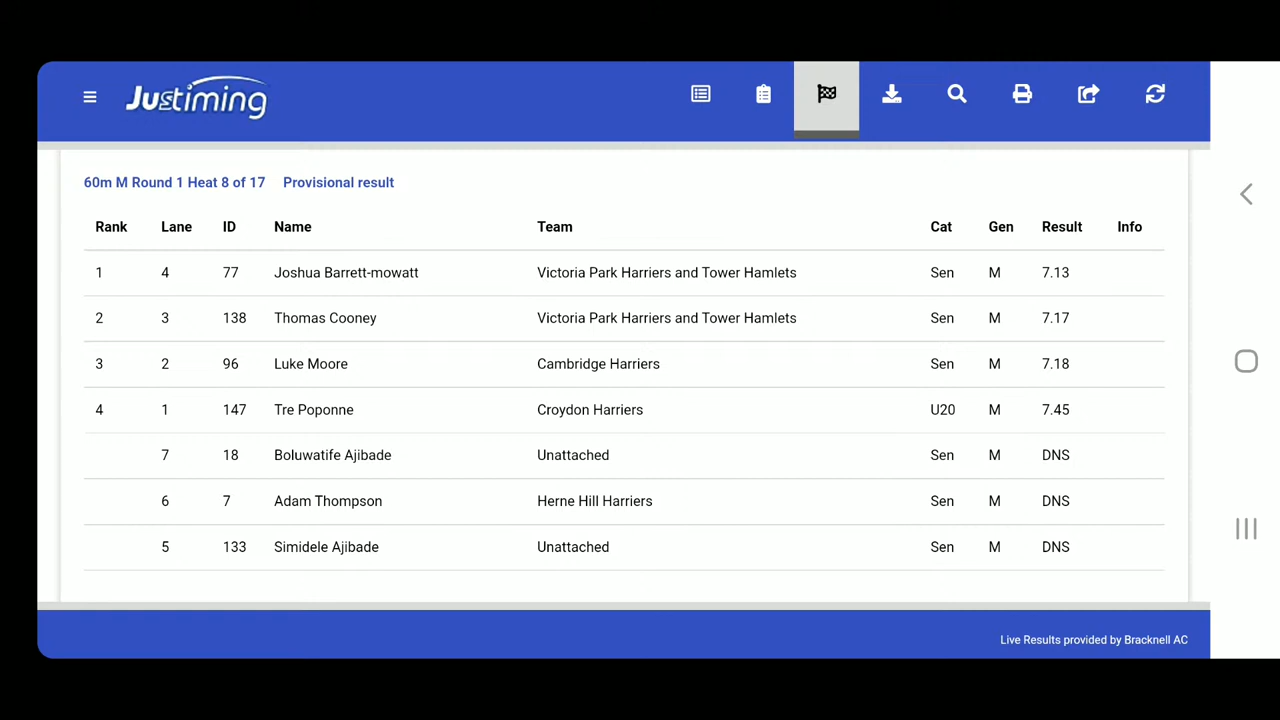 Justiming
60m M Round 1 Heat 8 of 17 Provisional result
Rank Lane ID Name Team Cat Gen Result Info
1 4 77 Joshua Barrett-mowatt Victoria Park Harriers and Tower Hamlets Sen M 7.13
2 3 138 Thomas Cooney Victoria Park Harriers and Tower Hamlets Sen M 7.17
3 2 96 Luke Moore Cambridge Harriers Sen M 7.18
4 1 147 Tre Poponne Croydon Harriers U20 M 7.45
7 18 Boluwatife Ajibade Unattached Sen M DNS
6 7 Adam Thompson Herne Hill Harriers Sen M DNS
5 133 Simidele Ajibade Unattached Sen M DNS
Live Results provided by Bracknell AC